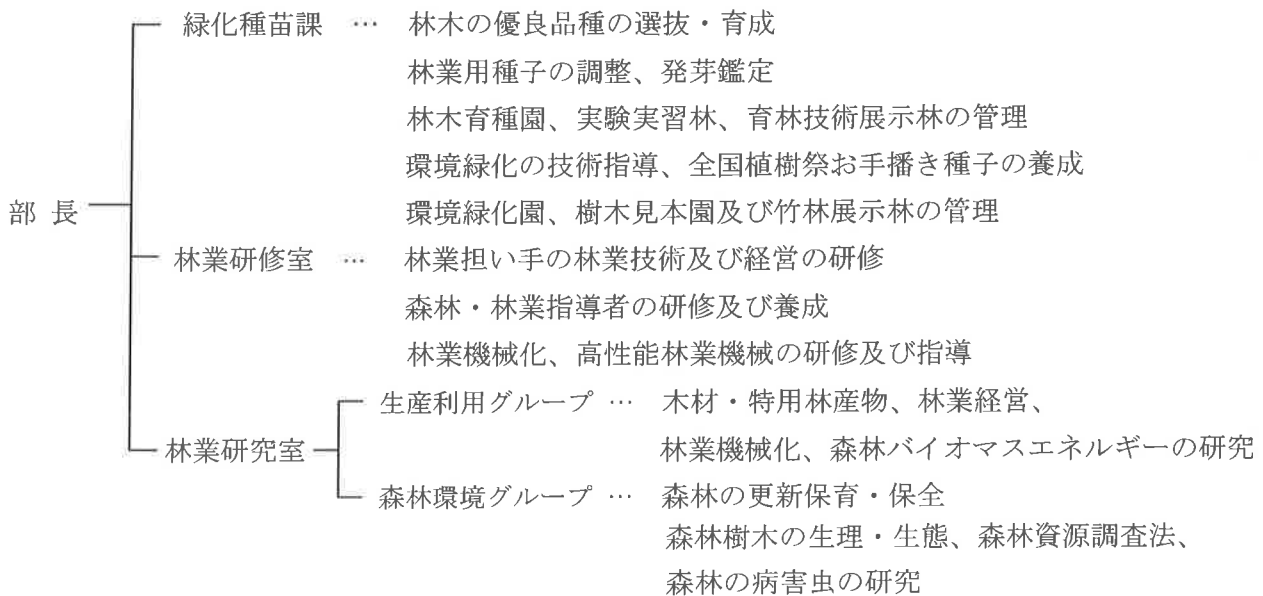 緑化種苗課 … 林木の優良品種の選抜・育成
林業用種子の調整、発芽鑑定
林木育種園、実験実習林、育林技術展示林の管理
環境緑化の技術指導、全国植樹祭お手播き種子の養成
部 長
環境緑化園、樹木見本園及び竹林展示林の管理
林業研修室 … 林業担い手の林業技術及び経営の研修
森林・林業指導者の研修及び養成
林業機械化、高性能林業機械の研修及び指導
林業研究室
生産利用グループ … 木材・特用林産物、林業経営、
林業機械化、森林バイオマスエネルギーの研究
森林環境グループ … 森林の更新保育・保全
森林樹木の生理・生態、森林資源調査法、
森林の病害虫の研究